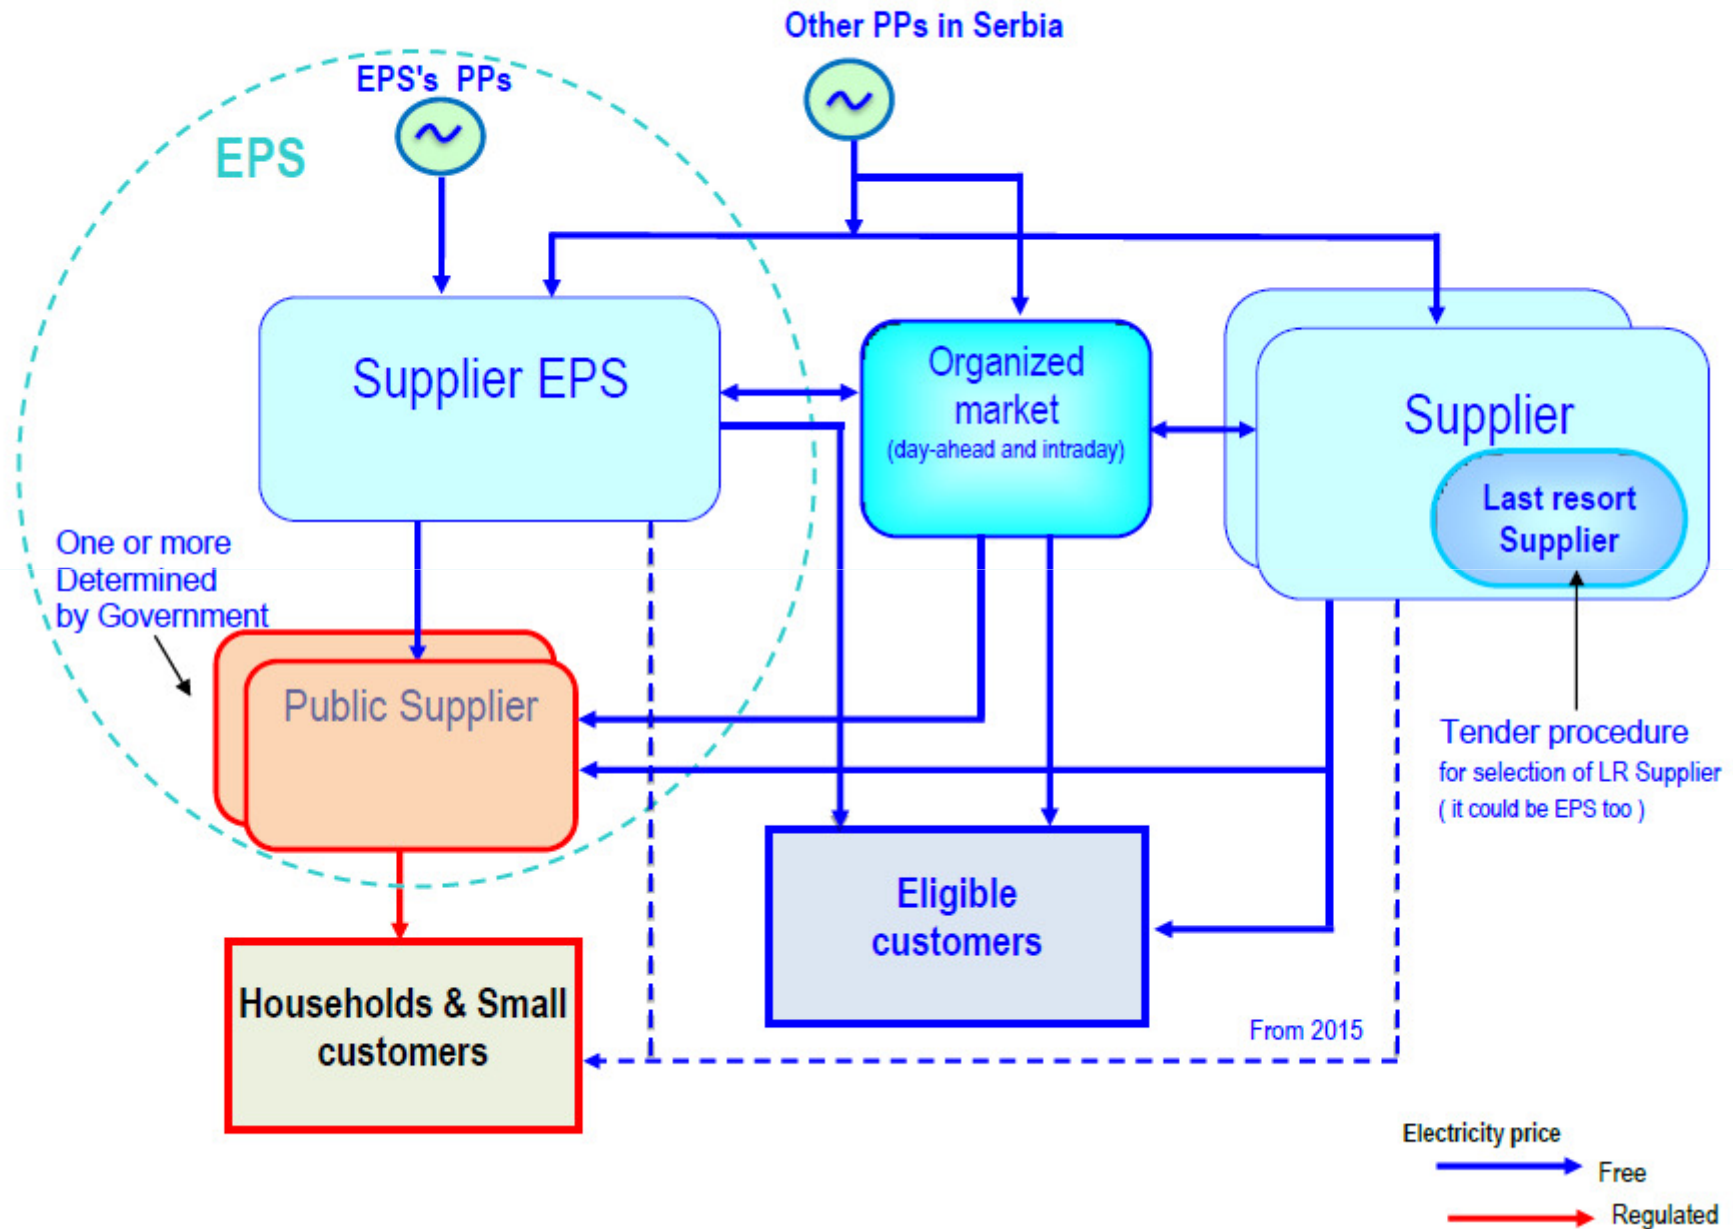 Other PPs in Serbia
EPS's PPs
EPS
Supplier EPS
Organized
market
(day-ahead and intraday)
Supplier
Last resort
Supplier
One or more
Determined
by Government
Public Supplier
Tender procedure
for selection of LR Supplier
( it could be EPS too )
Eligible
customers
Households & Small
customers
From 2015
Electricity price
Free
Regulated